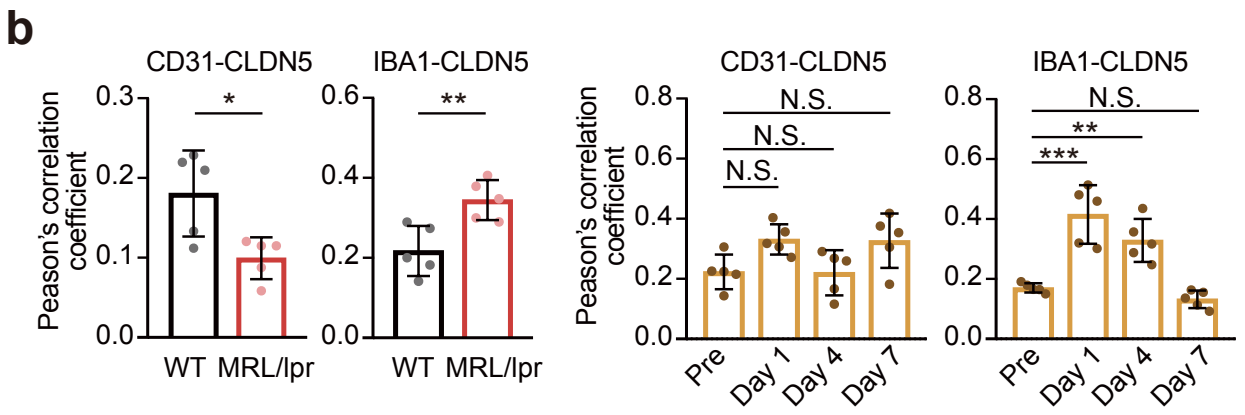 b
CD31-CLDN5
IBA1-CLDN5
CD31-CLDN5
IBA1-CLDN5
Peason's correlation
coefficient
0.3
0.2
0.1
0.0
*
WT MRL/lpr
0.6
0.4
0.2
0.0
**
WT MRL/lpr
Peason's correlation
coefficient
0.8
0.6
0.4
0.2
0.0
N.S.
N.S.
N.S.
Pre Day 1 Day 4 Day 7
0.8
0.6
0.4
0.2
0.0
N.S.
**
***
Pre Day 1 Day 4 Day 7